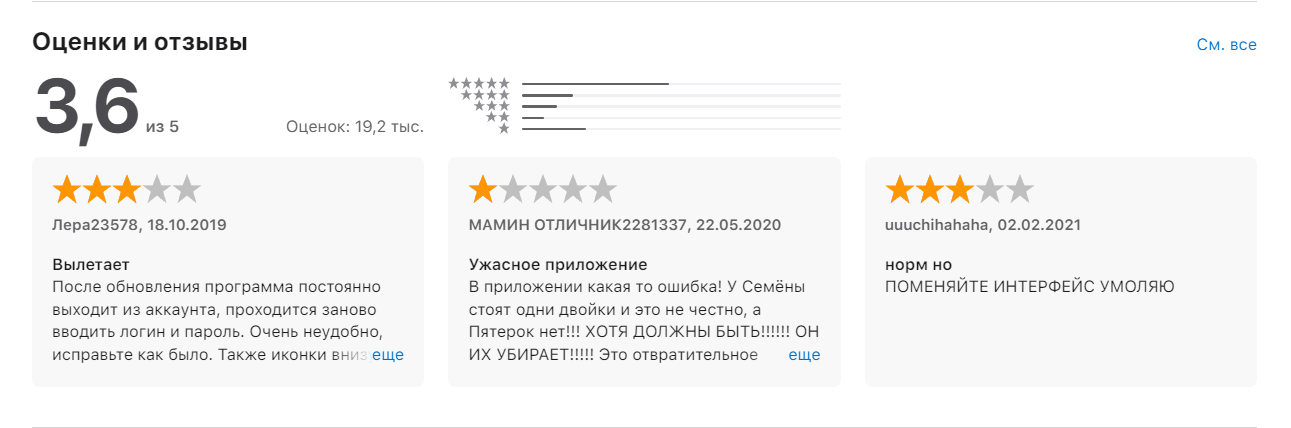 Оценки и отзывы
См. все
3,6 из 5
Оценок: 19,2 тыс.
Лера23578, 18.10.2019
Вылетает
После обновления программа постоянно
выходит из аккаунта, проходится заново
вводить логин и пароль. Очень неудобно,
исправьте как было. Также иконки вниз еще
МАМИН ОТЛИЧНИК2281337, 22.05.2020
Ужасное приложение
В приложении какая то ошибка! У Семёны
стоят одни двойки и это не честно, а
Пятерок нет!!! ХОТЯ ДОЛЖНЫ БЫТЬ!!!!!! ОН
ИХ УБИРАЕТ!!!!! Это отвратительное еще
uuuchihahaha, 02.02.2021
норм но
ПОМЕНЯЙТЕ ИНТЕРФЕЙС УМОЛЯЮ